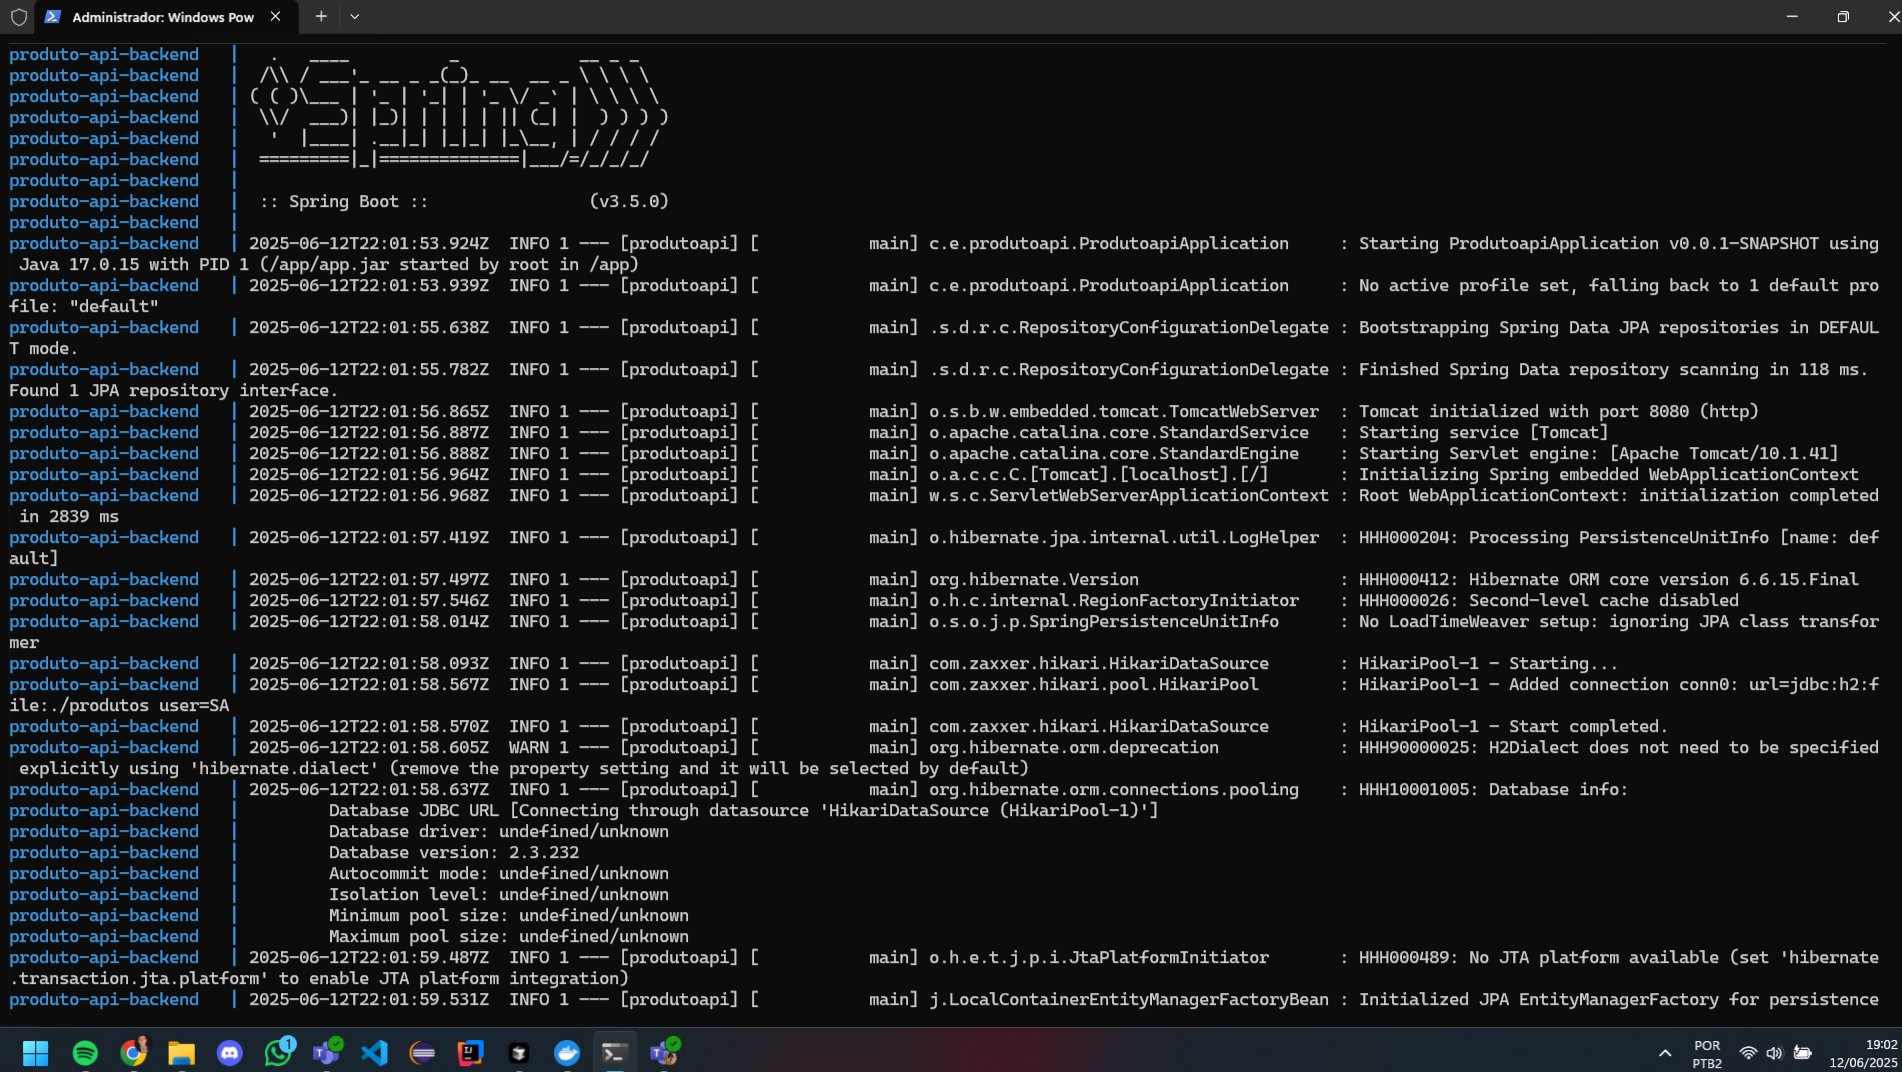 Administrador: Windows Pow
produto-api-backend  |   .   ____          _            __ _ _
produto-api-backend  |  /\\ / ___'_ __ _ _(_)_ __  __ _ \ \ \ \
produto-api-backend  | ( ( )\___ | '_ | '_| | '_ \/ _` | \ \ \ \
produto-api-backend  |  \\/  ___)| |_)| | | | | || (_| |  ) ) ) )
produto-api-backend  |   '  |____| .__|_| |_|_| |_\__, | / / / /
produto-api-backend  |  =========|_|==============|___/=/_/_/_/
produto-api-backend  |
produto-api-backend  |  :: Spring Boot ::                (v3.5.0)
produto-api-backend  |
produto-api-backend  | 2025-06-12T22:01:53.924Z  INFO 1 --- [produtoapi] [           main] c.e.produtoapi.ProdutoapiApplication     : Starting ProdutoapiApplication v0.0.1-SNAPSHOT using
 Java 17.0.15 with PID 1 (/app/app.jar started by root in /app)
produto-api-backend  | 2025-06-12T22:01:53.939Z  INFO 1 --- [produtoapi] [           main] c.e.produtoapi.ProdutoapiApplication     : No active profile set, falling back to 1 default pro
file: "default"
produto-api-backend  | 2025-06-12T22:01:55.638Z  INFO 1 --- [produtoapi] [           main] .s.d.r.c.RepositoryConfigurationDelegate : Bootstrapping Spring Data JPA repositories in DEFAUL
T mode.
produto-api-backend  | 2025-06-12T22:01:55.782Z  INFO 1 --- [produtoapi] [           main] .s.d.r.c.RepositoryConfigurationDelegate : Finished Spring Data repository scanning in 118 ms.
Found 1 JPA repository interface.
produto-api-backend  | 2025-06-12T22:01:56.865Z  INFO 1 --- [produtoapi] [           main] o.s.b.w.embedded.tomcat.TomcatWebServer  : Tomcat initialized with port 8080 (http)
produto-api-backend  | 2025-06-12T22:01:56.887Z  INFO 1 --- [produtoapi] [           main] o.apache.catalina.core.StandardService   : Starting service [Tomcat]
produto-api-backend  | 2025-06-12T22:01:56.888Z  INFO 1 --- [produtoapi] [           main] o.apache.catalina.core.StandardEngine    : Starting Servlet engine: [Apache Tomcat/10.1.41]
produto-api-backend  | 2025-06-12T22:01:56.964Z  INFO 1 --- [produtoapi] [           main] o.a.c.c.C.[Tomcat].[localhost].[/]       : Initializing Spring embedded WebApplicationContext
produto-api-backend  | 2025-06-12T22:01:56.968Z  INFO 1 --- [produtoapi] [           main] w.s.c.ServletWebServerApplicationContext : Root WebApplicationContext: initialization completed
 in 2839 ms
produto-api-backend  | 2025-06-12T22:01:57.419Z  INFO 1 --- [produtoapi] [           main] o.hibernate.jpa.internal.util.LogHelper  : HHH000204: Processing PersistenceUnitInfo [name: def
ault]
produto-api-backend  | 2025-06-12T22:01:57.497Z  INFO 1 --- [produtoapi] [           main] org.hibernate.Version                    : HHH000412: Hibernate ORM core version 6.6.15.Final
produto-api-backend  | 2025-06-12T22:01:57.546Z  INFO 1 --- [produtoapi] [           main] o.h.c.internal.RegionFactoryInitiator    : HHH000026: Second-level cache disabled
produto-api-backend  | 2025-06-12T22:01:58.014Z  INFO 1 --- [produtoapi] [           main] o.s.o.j.p.SpringPersistenceUnitInfo      : No LoadTimeWeaver setup: ignoring JPA class transfor
mer
produto-api-backend  | 2025-06-12T22:01:58.093Z  INFO 1 --- [produtoapi] [           main] com.zaxxer.hikari.HikariDataSource       : HikariPool-1 - Starting...
produto-api-backend  | 2025-06-12T22:01:58.567Z  INFO 1 --- [produtoapi] [           main] com.zaxxer.hikari.pool.HikariPool        : HikariPool-1 - Added connection conn0: url=jdbc:h2:f
ile:./produtos user=SA
produto-api-backend  | 2025-06-12T22:01:58.570Z  INFO 1 --- [produtoapi] [           main] com.zaxxer.hikari.HikariDataSource       : HikariPool-1 - Start completed.
produto-api-backend  | 2025-06-12T22:01:58.605Z  WARN 1 --- [produtoapi] [           main] org.hibernate.orm.deprecation            : HHH90000025: H2Dialect does not need to be specified
 explicitly using 'hibernate.dialect' (remove the property setting and it will be selected by default)
produto-api-backend  | 2025-06-12T22:01:58.637Z  INFO 1 --- [produtoapi] [           main] org.hibernate.orm.connections.pooling    : HHH10001005: Database info:
produto-api-backend  |         Database JDBC URL [Connecting through datasource 'HikariDataSource (HikariPool-1)']
produto-api-backend  |         Database driver: undefined/unknown
produto-api-backend  |         Database version: 2.3.232
produto-api-backend  |         Autocommit mode: undefined/unknown
produto-api-backend  |         Isolation level: undefined/unknown
produto-api-backend  |         Minimum pool size: undefined/unknown
produto-api-backend  |         Maximum pool size: undefined/unknown
produto-api-backend  | 2025-06-12T22:01:59.487Z  INFO 1 --- [produtoapi] [           main] o.h.e.t.j.p.i.JtaPlatformInitiator       : HHH000489: No JTA platform available (set 'hibernate
.transaction.jta.platform' to enable JTA platform integration)
produto-api-backend  | 2025-06-12T22:01:59.531Z  INFO 1 --- [produtoapi] [           main] j.LocalContainerEntityManagerFactoryBean : Initialized JPA EntityManagerFactory for persistence
1
POR
PTB2
19:02
12/06/2025